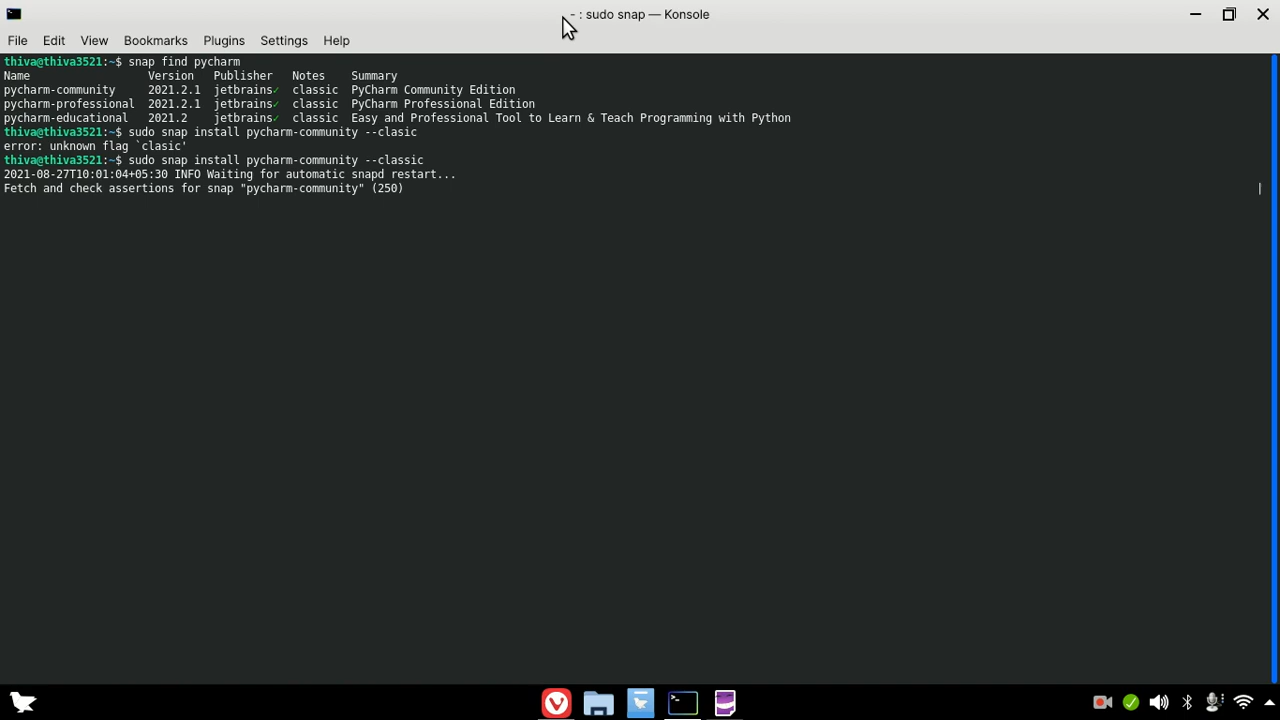 ~ : sudo snap — Konsole
File Edit View Bookmarks Plugins Settings Help
thiva@thiva3521:~$ snap find pycharm
Name Version Publisher Notes Summary
pycharm-community 2021.2.1 jetbrains✓ classic PyCharm Community Edition
pycharm-professional 2021.2.1 jetbrains✓ classic PyCharm Professional Edition
pycharm-educational 2021.2 jetbrains✓ classic Easy and Professional Tool to Learn & Teach Programming with Python
thiva@thiva3521:~$ sudo snap install pycharm-community --clasic
error: unknown flag `clasic'
thiva@thiva3521:~$ sudo snap install pycharm-community --classic
2021-08-27T10:01:04+05:30 INFO Waiting for automatic snapd restart...
Fetch and check assertions for snap "pycharm-community" (250) |